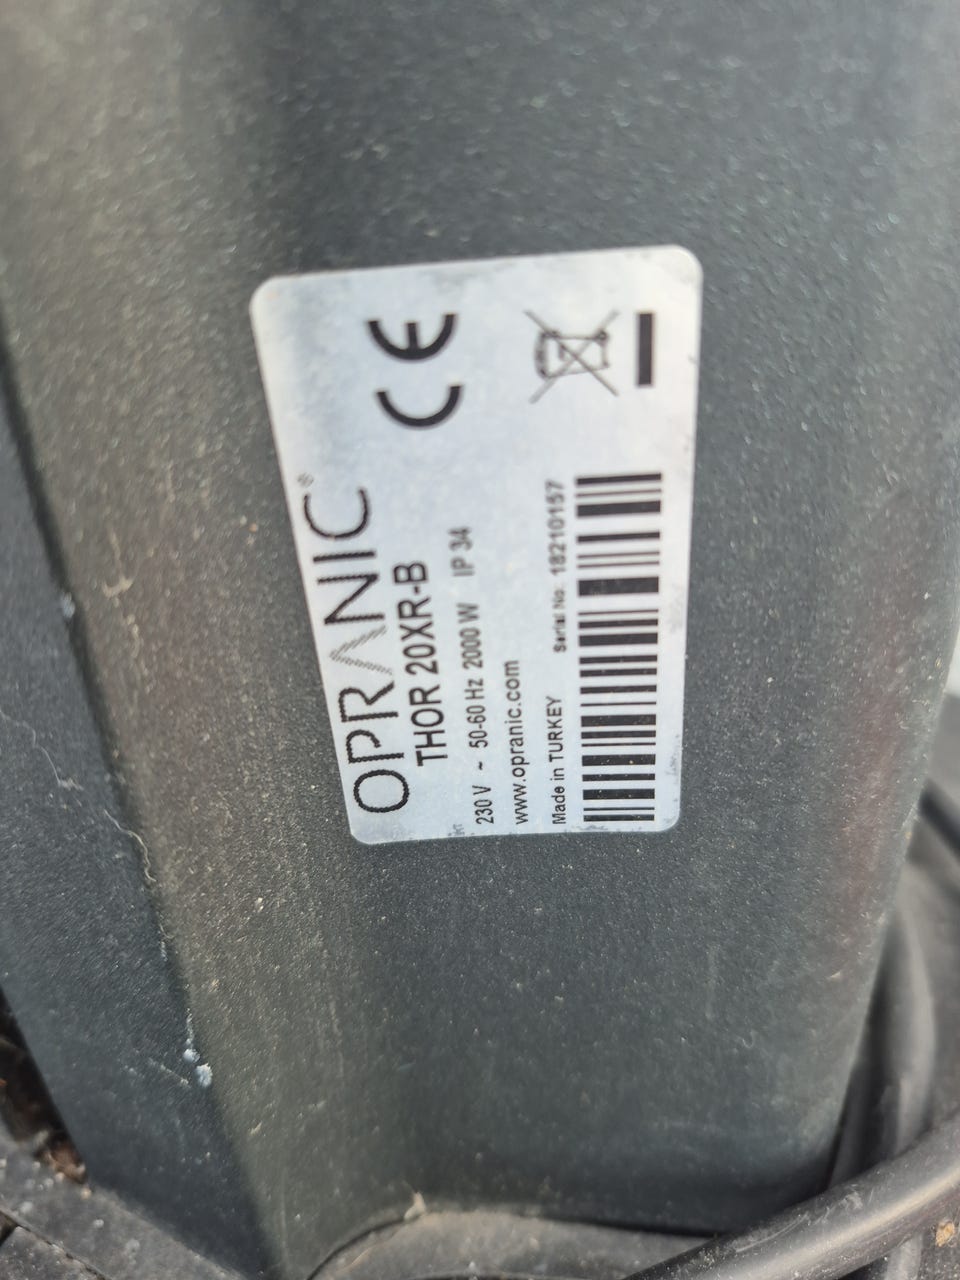 OPRANIC®
THOR 20XR-B
230 V ~ 50-60 Hz 2000 W IP 34
www.opranic.com
Made in TURKEY Serial No: 18210157
CE